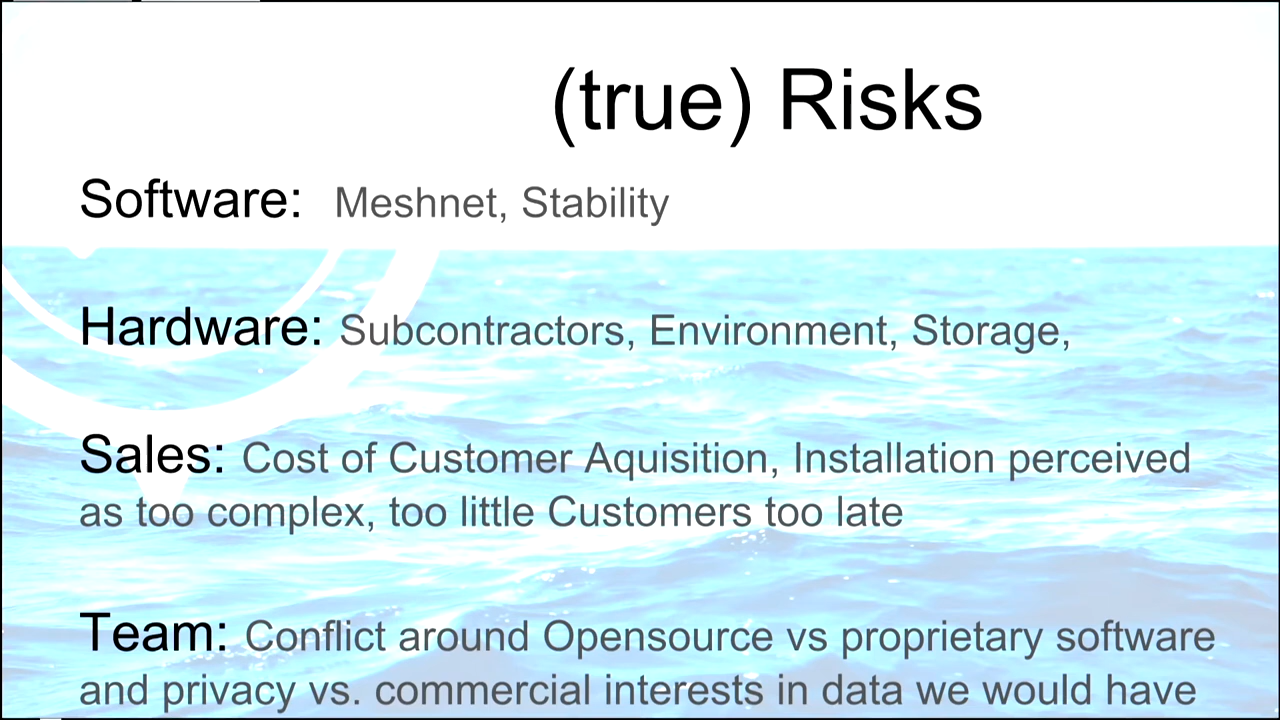 (true) Risks
Software: Meshnet, Stability
Hardware: Subcontractors, Environment, Storage,
Sales: Cost of Customer Aquisition, Installation perceived
as too complex, too little Customers too late
Team: Conflict around Opensource vs proprietary software
and privacy vs. commercial interests in data we would have